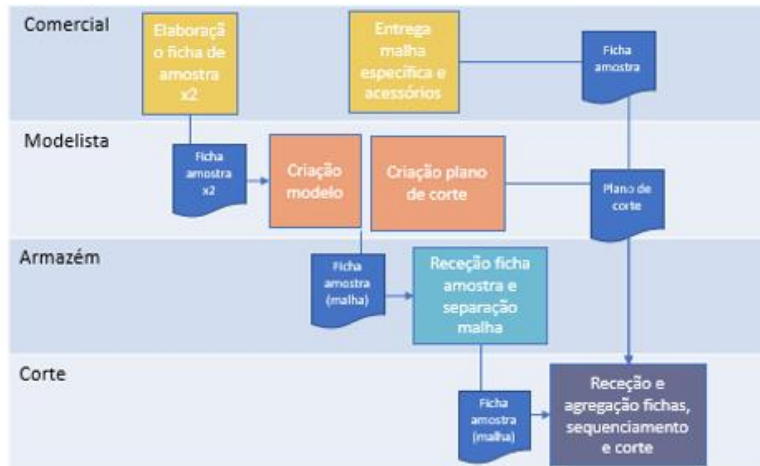 Comercial
Elaboraçã
o ficha de
amostra
x2
Entrega
malha
especifica e
acessórios
Ficha
amostra
Modelista
Ficha
amostra
x2
Criação
modelo
Criação plano
de corte
Plano de
corte
Armazém
Ficha
amostra
(malha)
Receção ficha
amostra e
separação
malha
Corte
Ficha
amostra
(malha)
Receção e
agregação fichas,
sequenciamento
e corte